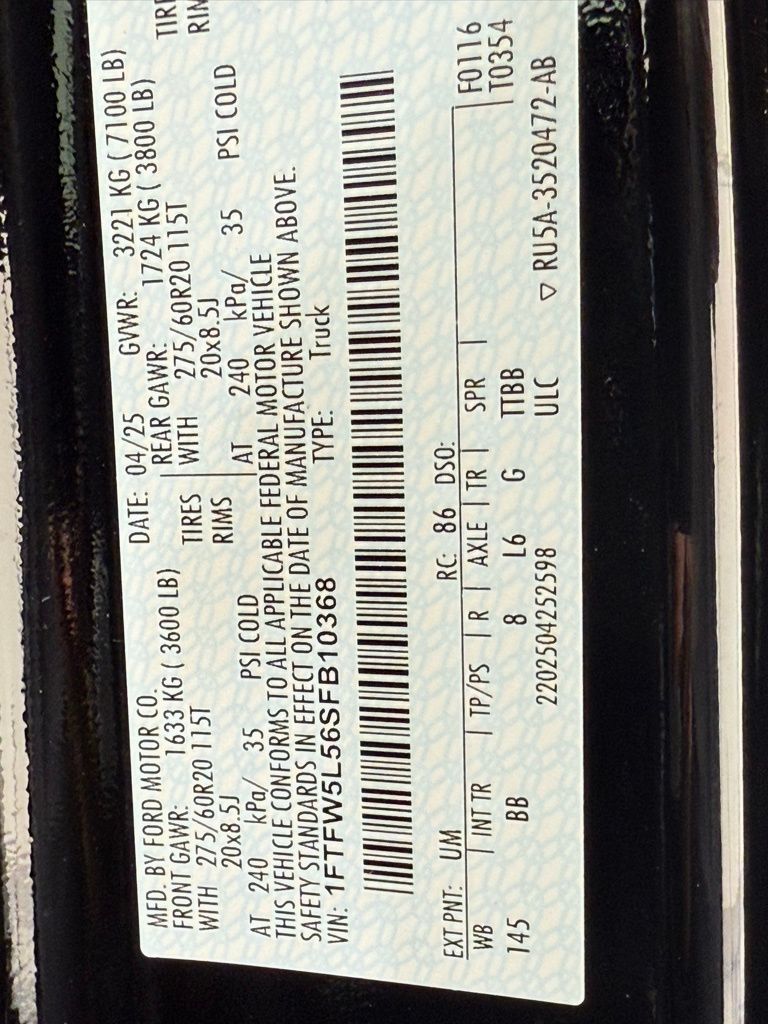 MFD. BY FORD MOTOR CO. DATE: 04/25 GVWR: 3221 KG ( 7100 LB)
FRONT GAWR: 1633 KG ( 3600 LB) REAR GAWR: 1724 KG ( 3800 LB)
WITH 275/60R20 115T TIRES WITH 275/60R20 115T TIRE
20x8.5J RIMS 20x8.5J RIM
AT 240 kPa/ 35 PSI COLD AT 240 kPa/ 35 PSI COLD
THIS VEHICLE CONFORMS TO ALL APPLICABLE FEDERAL MOTOR VEHICLE
SAFETY STANDARDS IN EFFECT ON THE DATE OF MANUFACTURE SHOWN ABOVE.
VIN: 1FTFW5L56SFB10368 TYPE: Truck
EXT PNT: UM RC: 86 DSO: F0116
WB | INT TR | TP/PS | R | AXLE | TR | SPR | T0354
145 BB 8 L6 G TTBB
2202504252598 ULC ▽ RU5A-3520472-AB